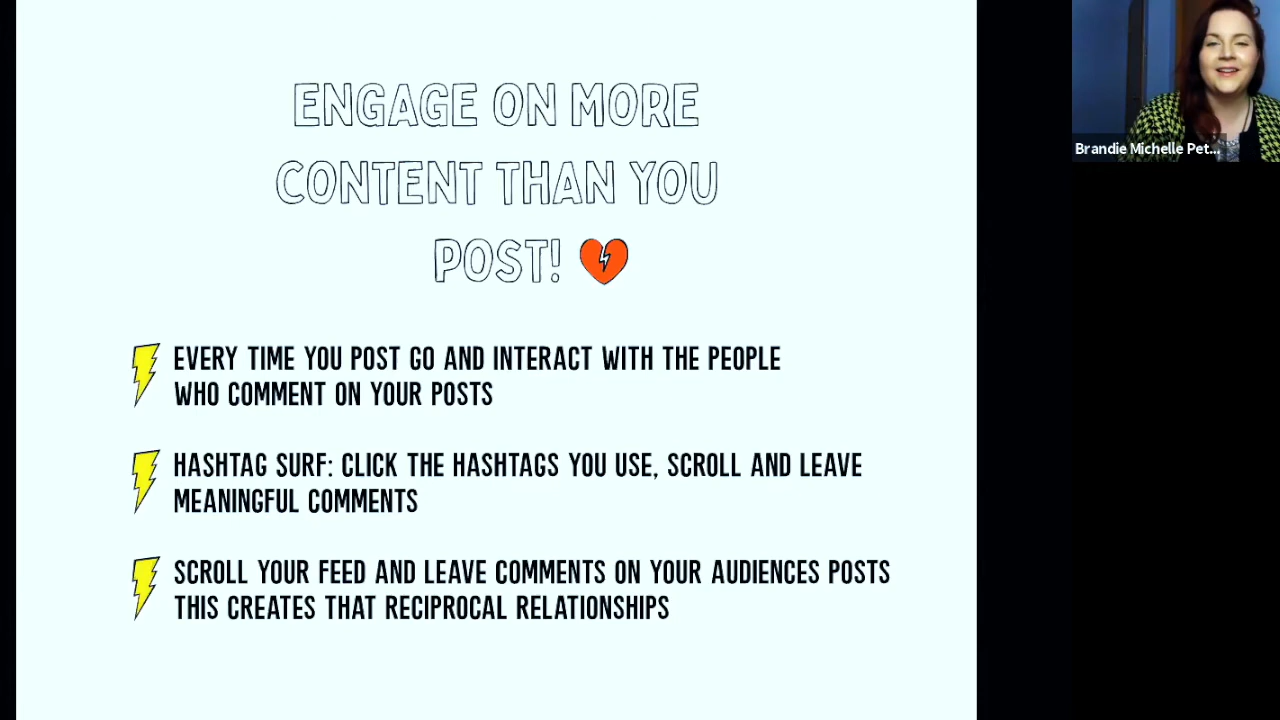 ENGAGE ON MORE
CONTENT THAN YOU
POST!
EVERY TIME YOU POST GO AND INTERACT WITH THE PEOPLE
WHO COMMENT ON YOUR POSTS
HASHTAG SURF: CLICK THE HASHTAGS YOU USE, SCROLL AND LEAVE
MEANINGFUL COMMENTS
SCROLL YOUR FEED AND LEAVE COMMENTS ON YOUR AUDIENCES POSTS
THIS CREATES THAT RECIPROCAL RELATIONSHIPS
Brandie Michelle Pet...